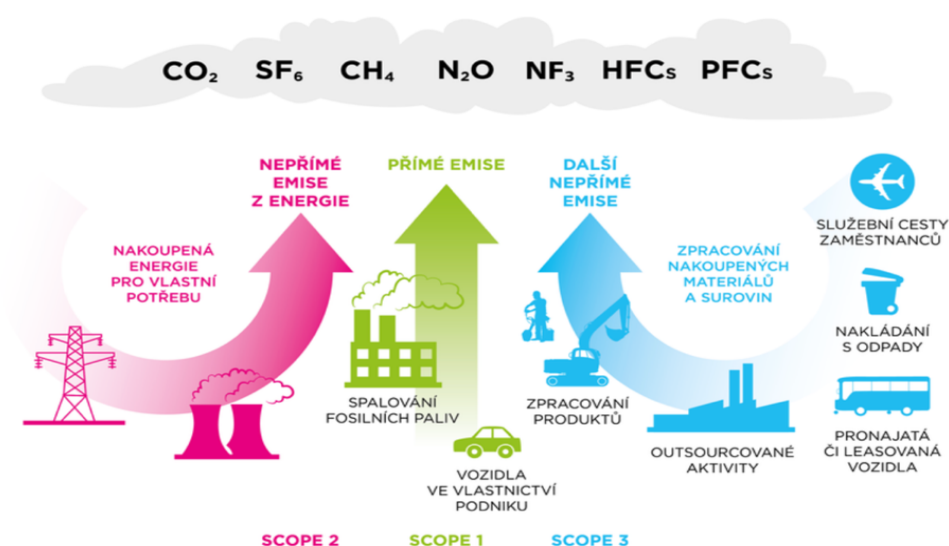 CO₂ SF₆ CH₄ N₂O NF₃ HFCs PFCs
NEPŘÍMÉ
EMISE
Z ENERGIE
PŘÍMÉ EMISE
DALŠÍ
NEPŘÍMÉ
EMISE
SLUŽEBNÍ CESTY
ZAMĚSTNANCŮ
NAKOUPENÁ
ENERGIE
PRO VLASTNÍ
POTŘEBU
ZPRACOVÁNÍ
NAKOUPENÝCH
MATERIÁLŮ
A SUROVIN
NAKLÁDÁNÍ
S ODPADY
SPALOVÁNÍ
FOSILNÍCH PALIV
ZPRACOVÁNÍ
PRODUKTŮ
OUTSOURCOVANÉ
AKTIVITY
PRONAJATÁ
ČI LEASOVANÁ
VOZIDLA
VOZIDLA
VE VLASTNICTVÍ
PODNIKU
SCOPE 2 SCOPE 1 SCOPE 3